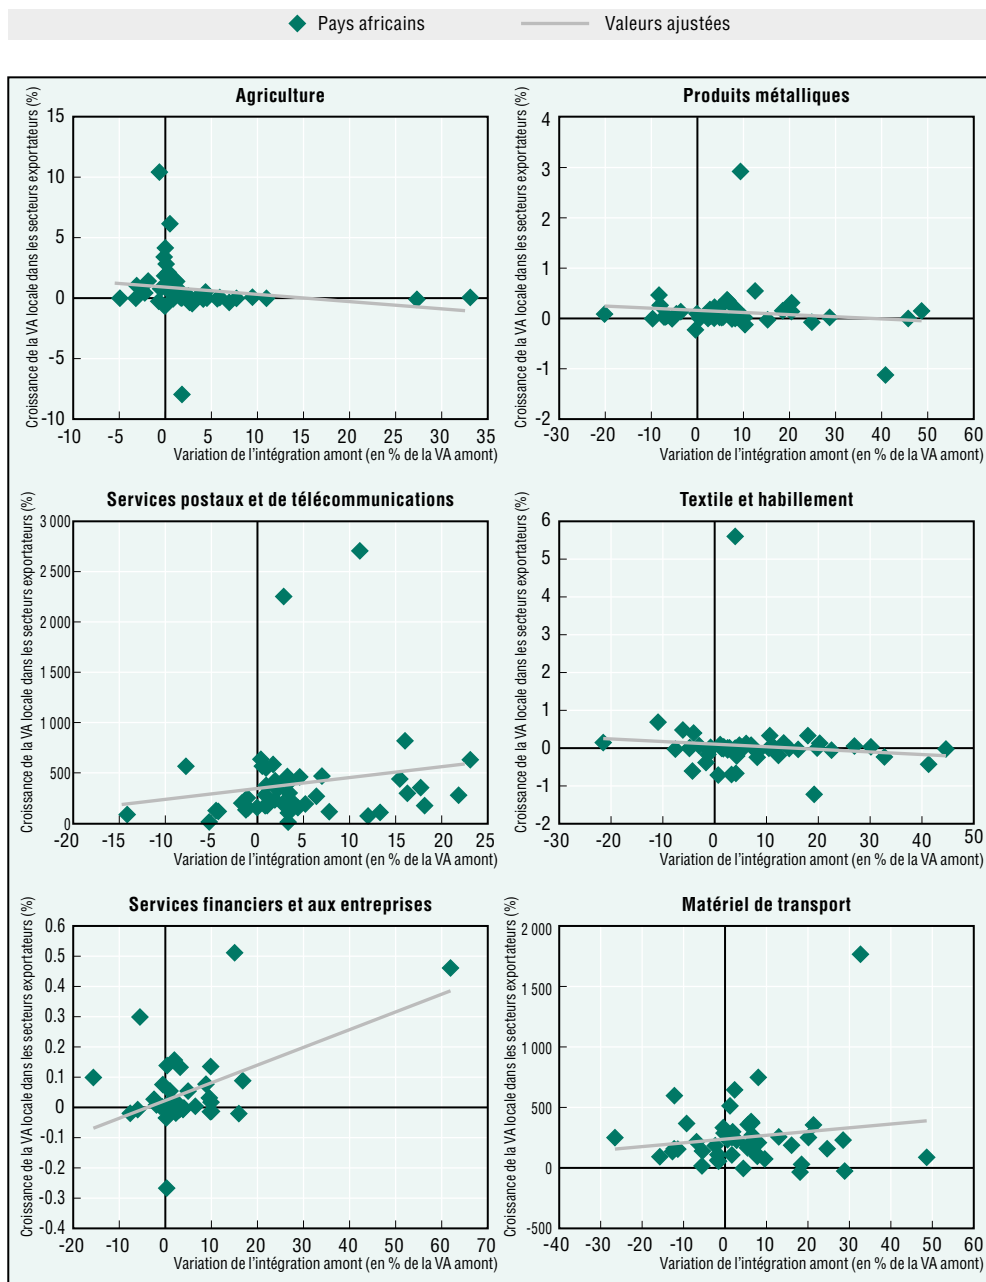 Pays africains Valeurs ajustées
Agriculture
Croissance de la VA locale dans les secteurs exportateurs (%)
15
10
5
0
-5
-10
-10 -5 0 5 10 15 20 25 30 35
Variation de l'intégration amont (en % de la VA amont)
Produits métalliques
Croissance de la VA locale dans les secteurs exportateurs (%)
4
3
2
1
0
-1
-2
-30 -20 -10 0 10 20 30 40 50 60
Variation de l'intégration amont (en % de la VA amont)
Services postaux et de télécommunications
Croissance de la VA locale dans les secteurs exportateurs (%)
3 000
2 500
2 000
1 500
1 000
500
0
-20 -15 -10 -5 0 5 10 15 20 25
Variation de l'intégration amont (en % de la VA amont)
Textile et habillement
Croissance de la VA locale dans les secteurs exportateurs (%)
6
5
4
3
2
1
0
-1
-2
-30 -20 -10 0 10 20 30 40 50
Variation de l'intégration amont (en % de la VA amont)
Services financiers et aux entreprises
Croissance de la VA locale dans les secteurs exportateurs (%)
0.6
0.5
0.4
0.3
0.2
0.1
0
-0.1
-0.2
-0.3
-0.4
-20 -10 0 10 20 30 40 50 60 70
Variation de l'intégration amont (en % de la VA amont)
Matériel de transport
Croissance de la VA locale dans les secteurs exportateurs (%)
2 000
1 500
1 000
500
0
-500
-40 -30 -20 -10 0 10 20 30 40 50 60
Variation de l'intégration amont (en % de la VA amont)